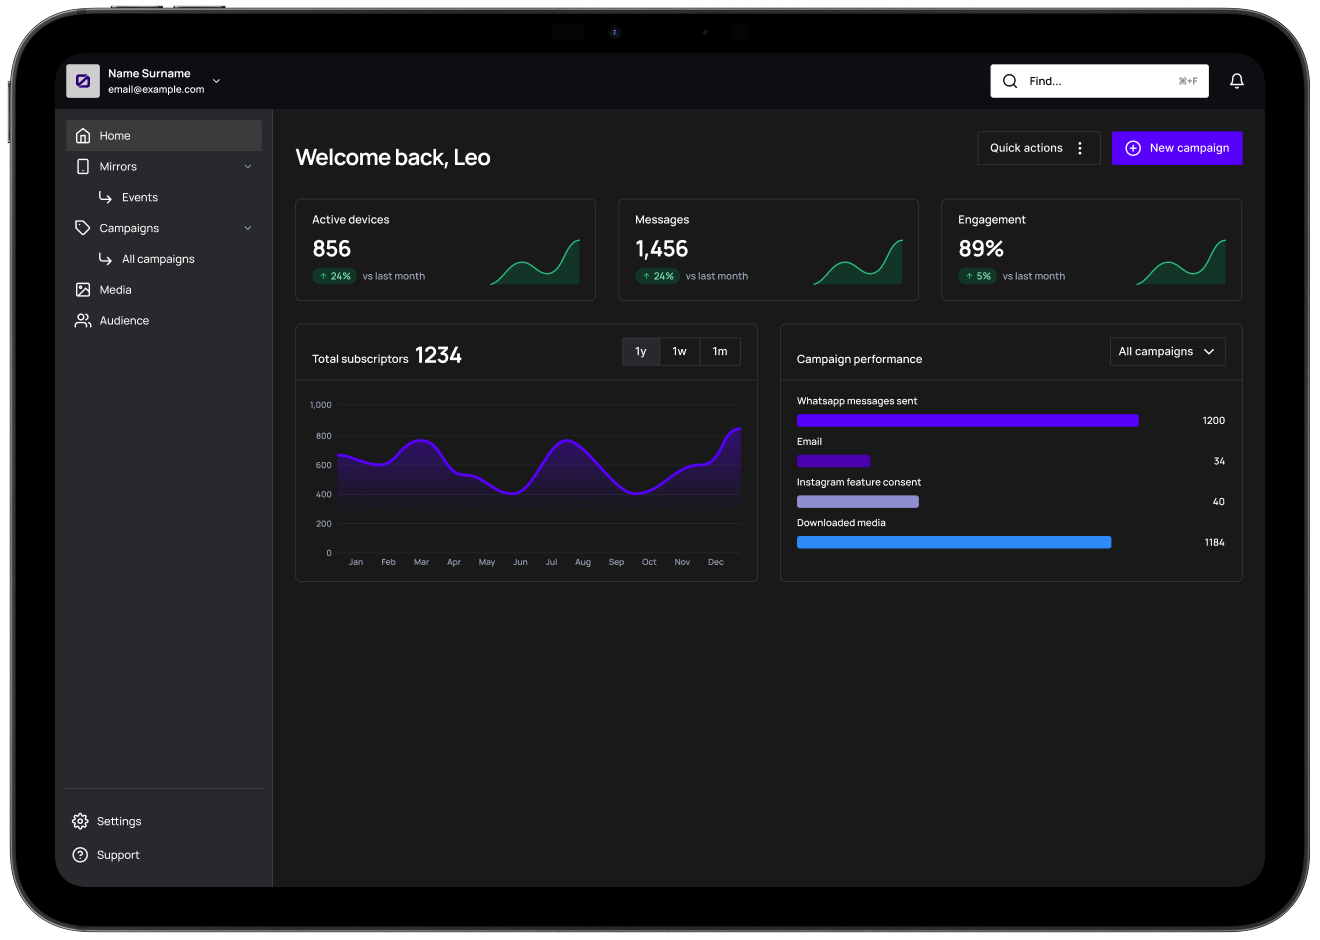 Name Surname
email@example.com
Find...
⌘+F
Home
Mirrors
Events
Campaigns
All campaigns
Media
Audience
Settings
Support
Welcome back, Leo
Quick actions
New campaign
Active devices
856
↑ 24% vs last month
Messages
1,456
↑ 24% vs last month
Engagement
89%
↑ 5% vs last month
Total subscriptors 1234
1y 1w 1m
1,000
800
600
400
200
0
Jan Feb Mar Apr May Jun Jul Aug Sep Oct Nov Dec
Campaign performance
All campaigns
Whatsapp messages sent
1200
Email
34
Instagram feature consent
40
Downloaded media
1184